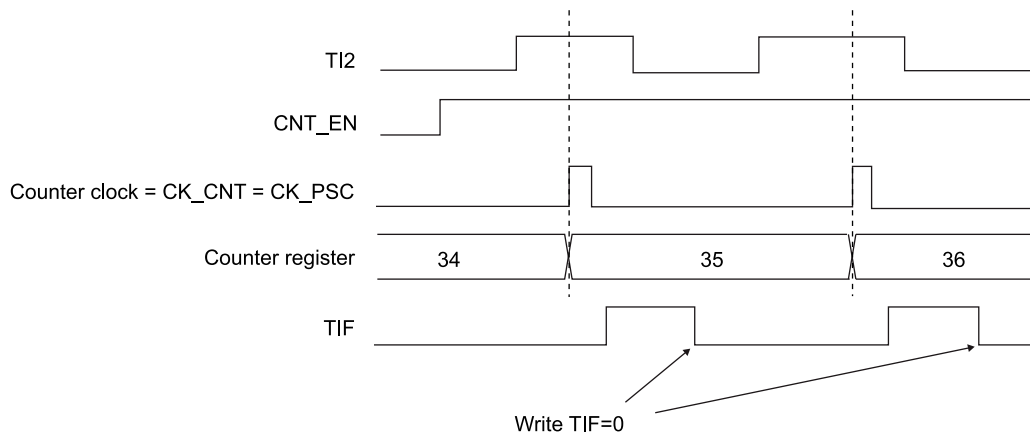 TI2
CNT_EN
Counter clock = CK_CNT = CK_PSC
Counter register
34
35
36
TIF
Write TIF=0